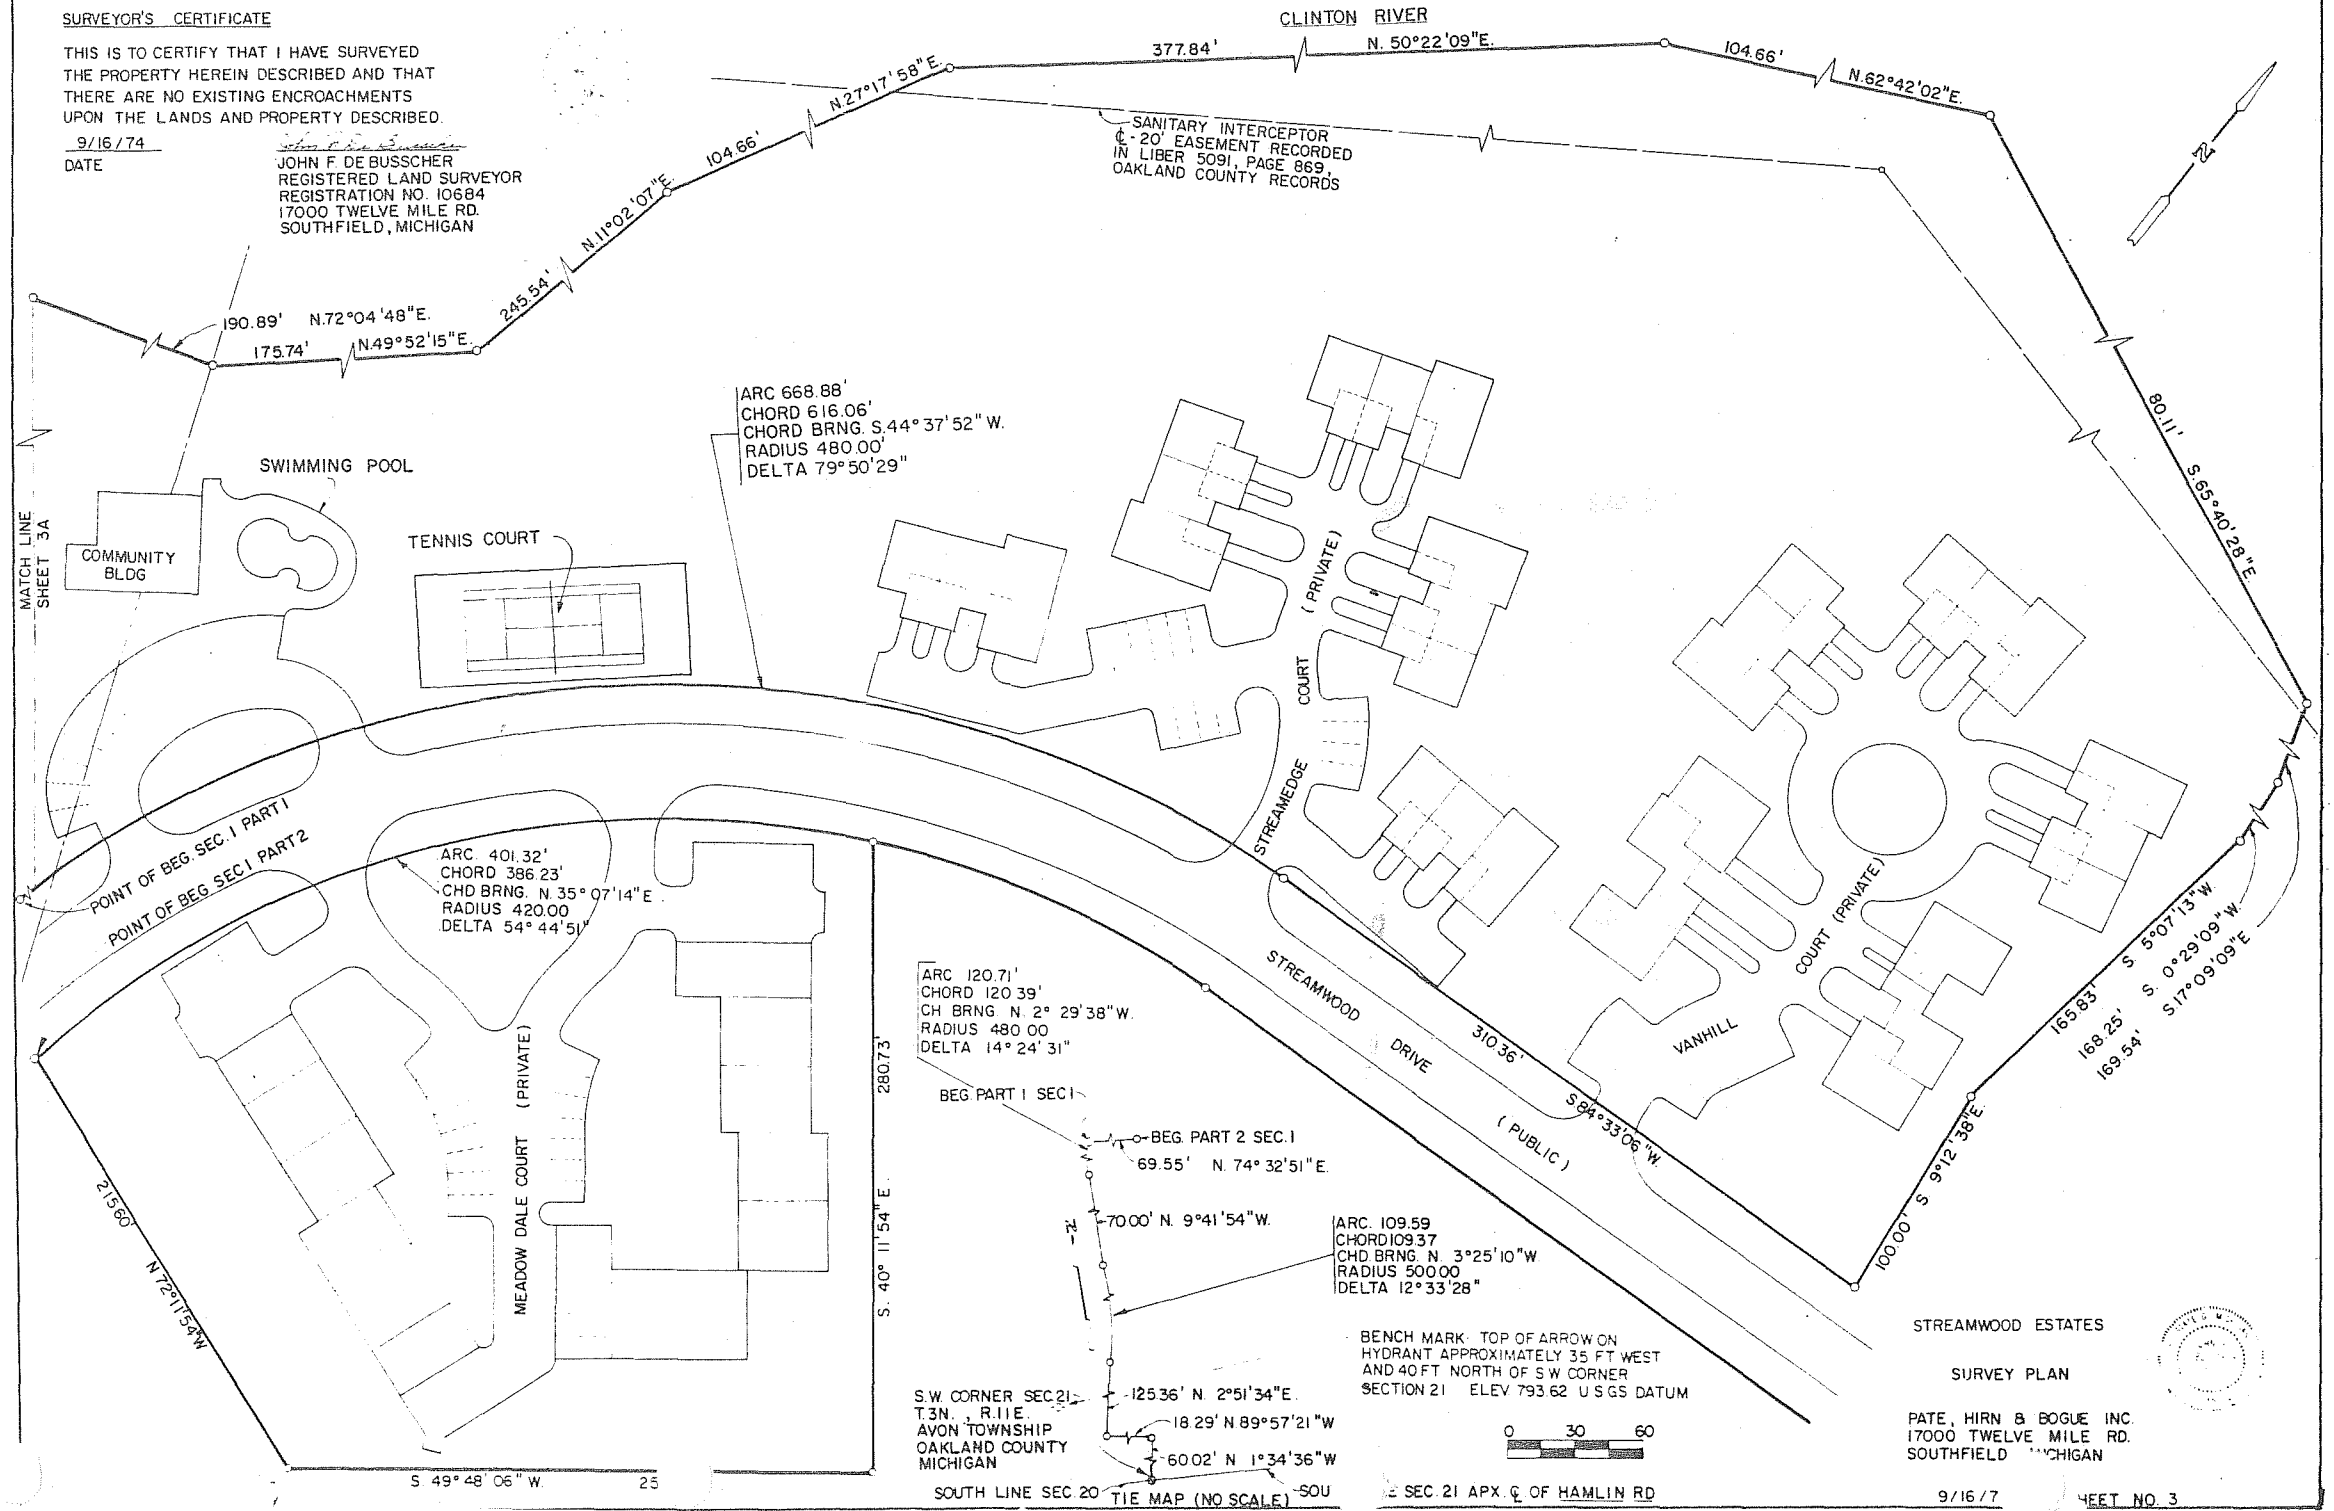 SURVEYOR'S CERTIFICATE
THIS IS TO CERTIFY THAT I HAVE SURVEYED
THE PROPERTY HEREIN DESCRIBED AND THAT
THERE ARE NO EXISTING ENCROACHMENTS
UPON THE LANDS AND PROPERTY DESCRIBED.
9/16/74
DATE
JOHN F. DE BUSSCHER
REGISTERED LAND SURVEYOR
REGISTRATION NO. 10684
17000 TWELVE MILE RD.
SOUTHFIELD, MICHIGAN
CLINTON RIVER
377.84' N. 50°22'09"E.
104.66' N.62°42'02"E.
104.66' N.27°17'58"E.
245.54' N.11°02'07"E.
190.89' N.72°04'48"E.
175.74' N.49°52'15"E.
SANITARY INTERCEPTOR
℄-20' EASEMENT RECORDED
IN LIBER 5091, PAGE 869,
OAKLAND COUNTY RECORDS
N
80.11' S.65°40'28"E.
ARC 668.88'
CHORD 616.06'
CHORD BRNG. S.44°37'52"W.
RADIUS 480.00'
DELTA 79°50'29"
MATCH LINE
SHEET 3A
SWIMMING POOL
COMMUNITY
BLDG
TENNIS COURT
STREAMEDGE COURT (PRIVATE)
POINT OF BEG. SEC. I PART I
POINT OF BEG. SEC I PART 2
ARC. 401.32'
CHORD 386.23'
CHD BRNG. N. 35°07'14"E.
RADIUS 420.00
DELTA 54°44'51"
ARC 120.71'
CHORD 120 39'
CH BRNG. N. 2° 29'38"W.
RADIUS 480 00
DELTA 14°24'31"
BEG. PART I SEC I
BEG. PART 2 SEC. I
69.55' N. 74°32'51"E.
70.00' N. 9°41'54"W.
N
ARC. 109.59
CHORD 109.37
CHD. BRNG. N. 3°25'10"W.
RADIUS 500.00
DELTA 12°33'28"
125.36' N. 2°51'34"E.
18.29' N 89°57'21"W
60.02' N 1°34'36"W
S.W. CORNER SEC 21
T.3N., R.11E.
AVON TOWNSHIP
OAKLAND COUNTY
MICHIGAN
SOUTH LINE SEC. 20
TIE MAP (NO SCALE)
SOU
E SEC. 21 APX. ℄ OF HAMLIN RD
STREAMWOOD DRIVE (PUBLIC)
310.36' S.84°33'06"W.
VANHILL COURT (PRIVATE)
165.83' S. 5°07'13"W.
168.25' S. 0°29'09"W.
169.54' S.17°09'09"E
100.00' S 9°12'38"E.
MEADOW DALE COURT (PRIVATE)
280.73' S. 40° 11'54"E
215.60' N 72°11'54"W
S. 49°48'06"W. 25
BENCH MARK: TOP OF ARROW ON
HYDRANT APPROXIMATELY 35 FT WEST
AND 40 FT NORTH OF S W CORNER
SECTION 21 ELEV 793.62 U S G S DATUM
0 30 60
STREAMWOOD ESTATES
SURVEY PLAN
PATE, HIRN & BOGUE INC.
17000 TWELVE MILE RD.
SOUTHFIELD CHIGAN
9/16/7 HEET NO. 3